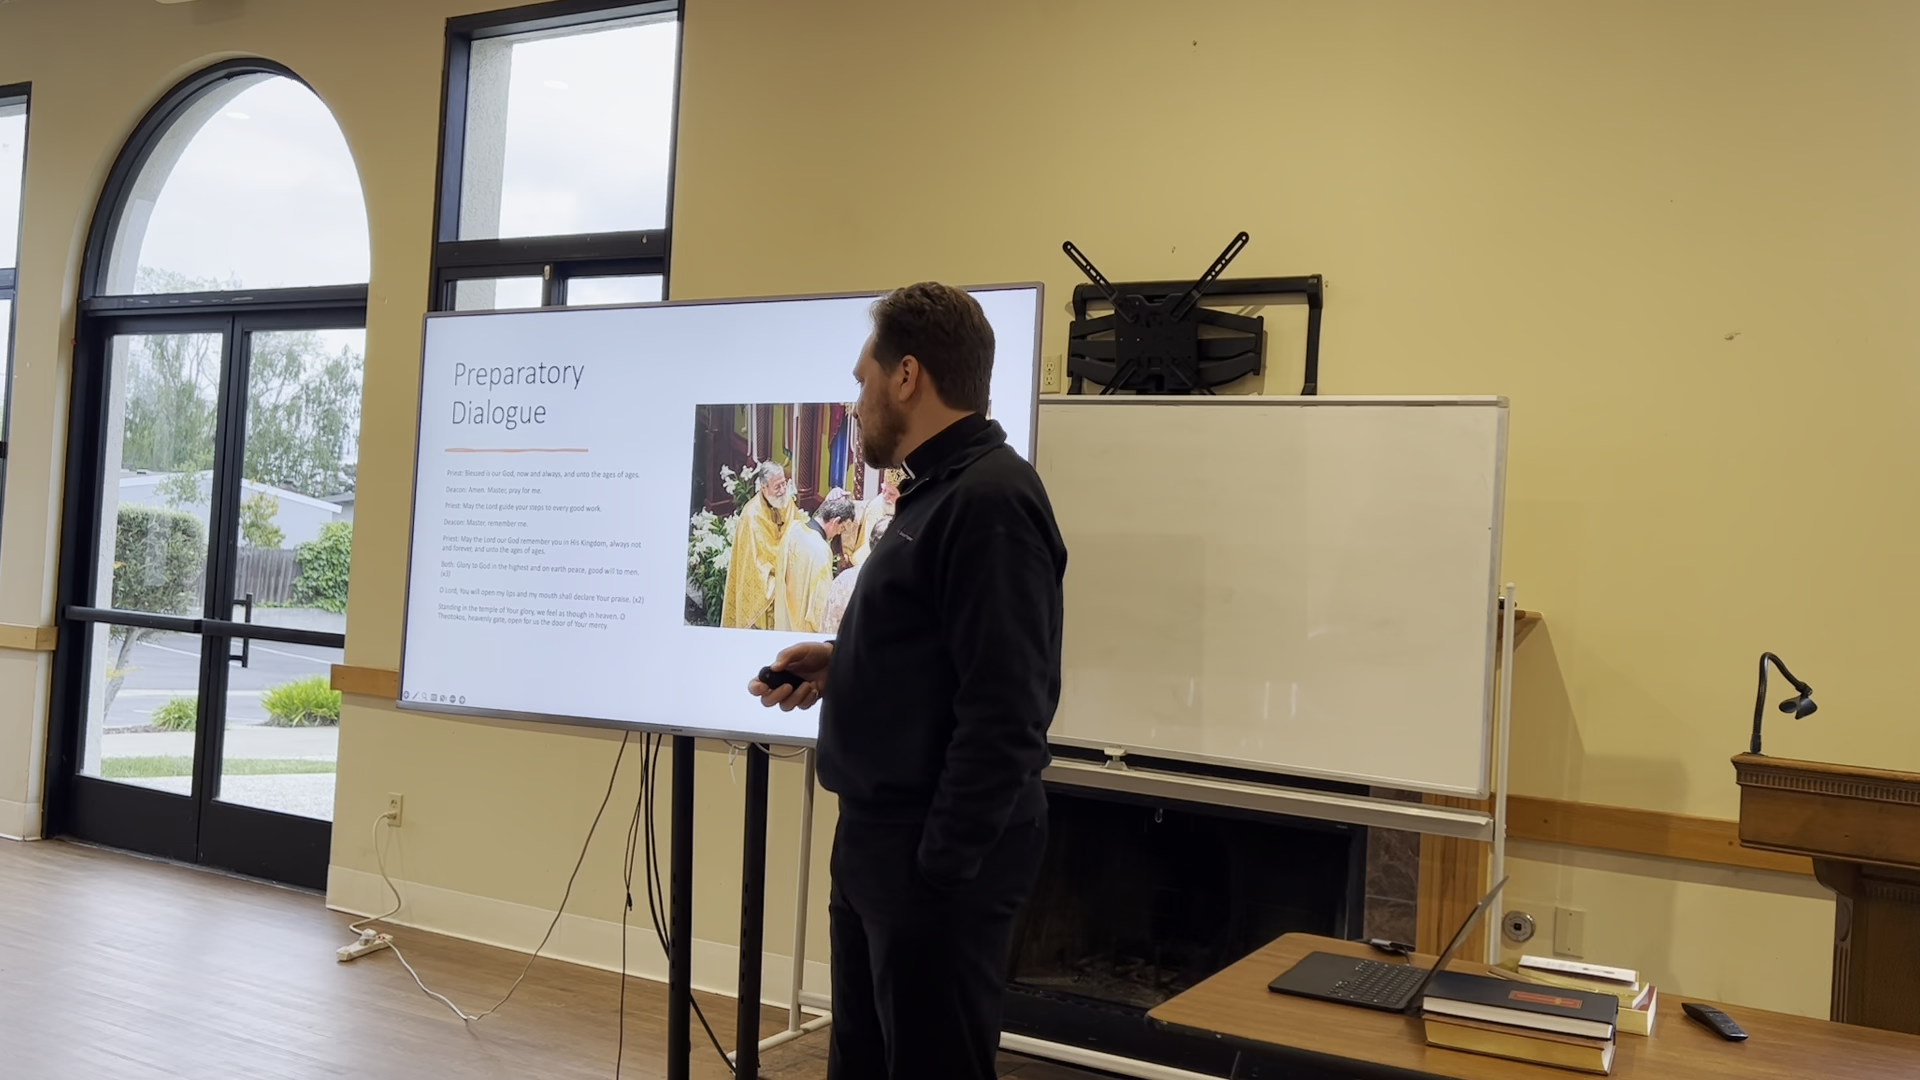 Preparatory
Dialogue
Priest: Blessed is our God, now and always, and unto the ages of ages.
Deacon: Amen. Master, pray for me.
Priest: May the Lord guide your steps to every good work.
Deacon: Master, remember me.
Priest: May the Lord our God remember you in His Kingdom, always now
and forever, and unto the ages of ages.
Both: Glory to God in the highest and on earth peace, good will to men.
(x3)
O Lord, You will open my lips and my mouth shall declare Your praise. (x2)
Standing in the temple of Your glory, we feel as though in heaven. O
Theotokos, heavenly gate, open for us the door of Your mercy.